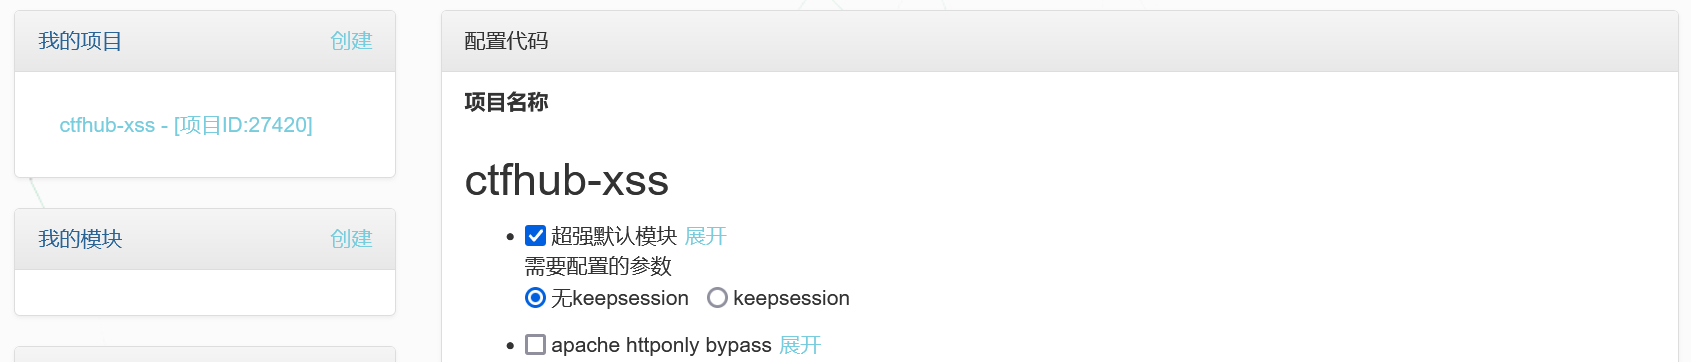 我的项目 创建
ctfhub-xss - [项目ID:27420]
我的模块 创建
配置代码
项目名称
ctfhub-xss
超强默认模块 展开
需要配置的参数
无keepsession keepsession
apache httponly bypass 展开